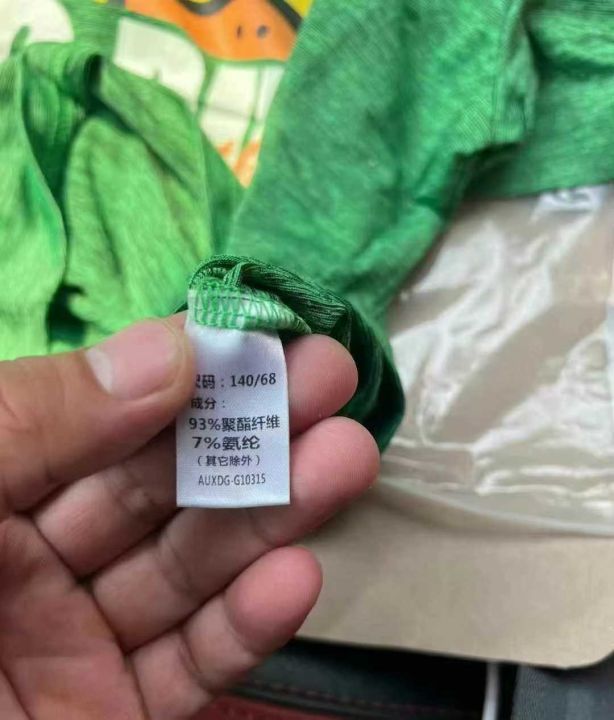 尺码：140/68
成分：
93%聚酯纤维
7%氨纶
（其它除外）
AUXDG-G10315